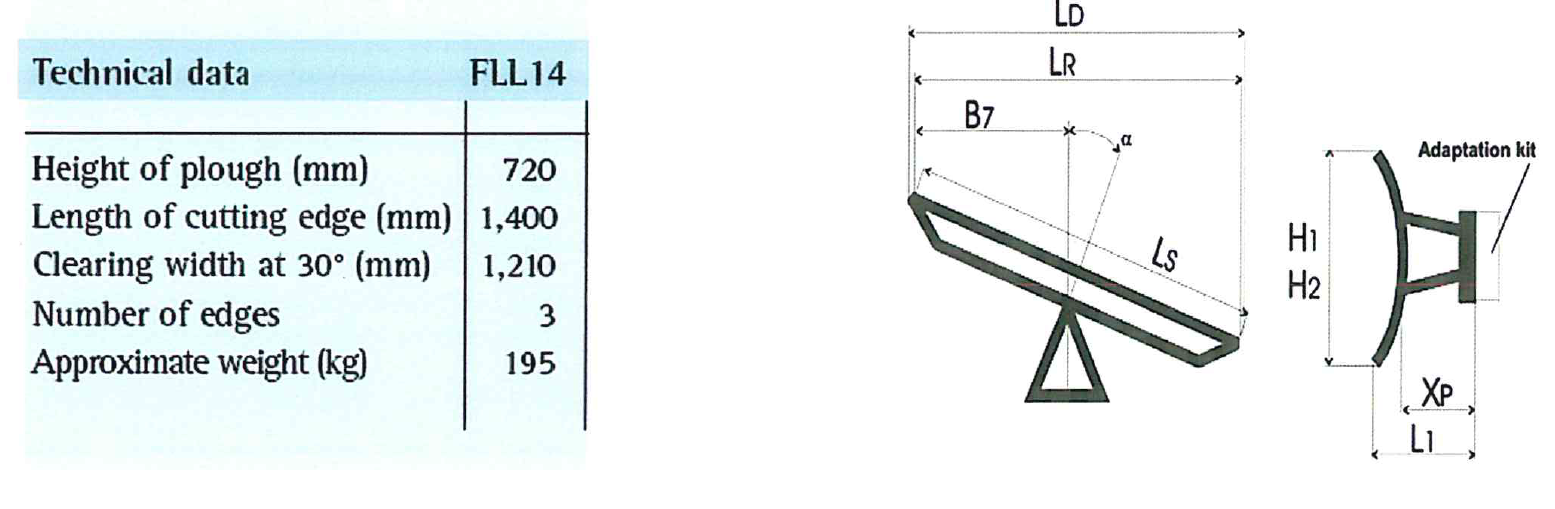 Technical data FLL14
Height of plough (mm) 720
Length of cutting edge (mm) 1,400
Clearing width at 30° (mm) 1,210
Number of edges 3
Approximate weight (kg) 195
LD
LR
B7
α
LS
Adaptation kit
H1
H2
XP
L1